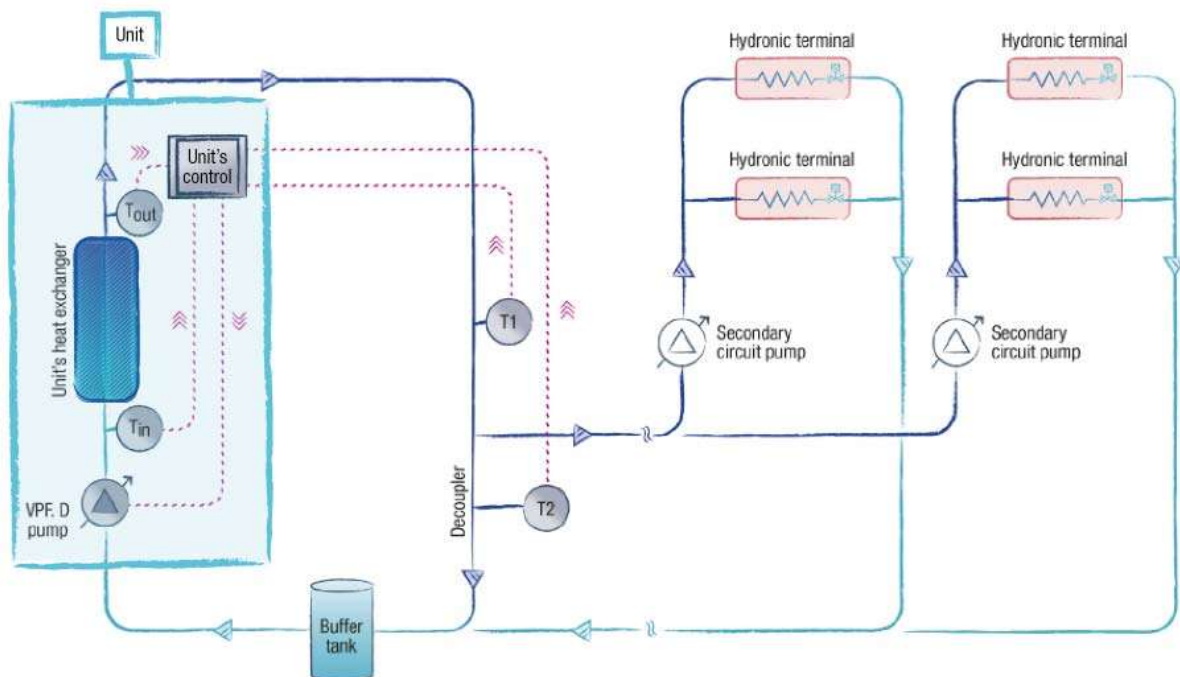 Unit
Hydronic terminal
Hydronic terminal
Unit's
control
Tout
Hydronic terminal
Hydronic terminal
Unit's heat exchanger
T1
Secondary
circuit pump
Secondary
circuit pump
Tin
Decoupler
T2
VPF. D
pump
Buffer
tank